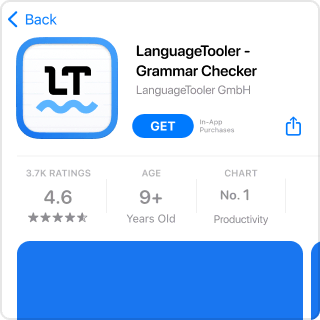 Back
LT
LanguageTooler -
Grammar Checker
LanguageTooler GmbH
GET
In-App
Purchases
3.7K RATINGS
4.6
AGE
9+
Years Old
CHART
No. 1
Productivity